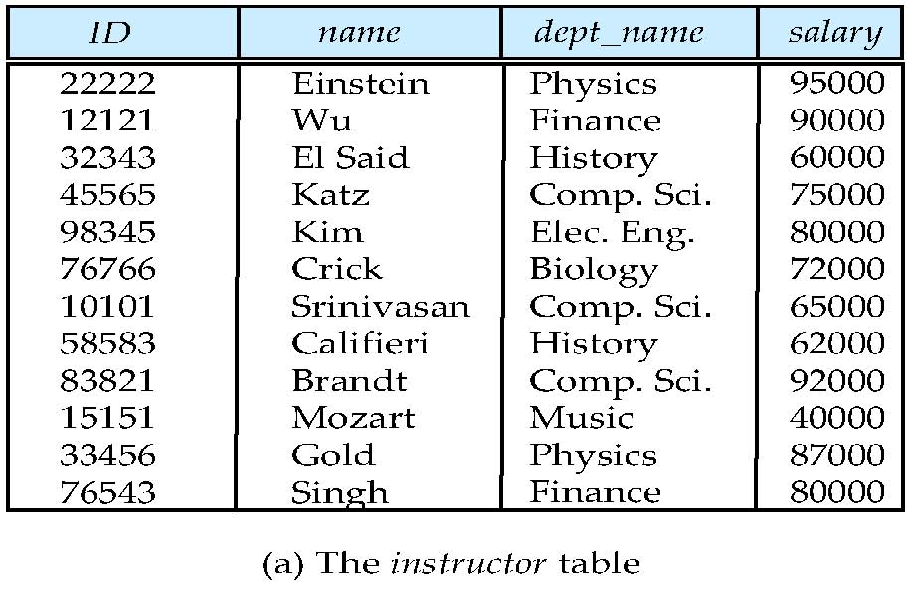 ID name dept_name salary
22222 Einstein Physics 95000
12121 Wu Finance 90000
32343 El Said History 60000
45565 Katz Comp. Sci. 75000
98345 Kim Elec. Eng. 80000
76766 Crick Biology 72000
10101 Srinivasan Comp. Sci. 65000
58583 Califieri History 62000
83821 Brandt Comp. Sci. 92000
15151 Mozart Music 40000
33456 Gold Physics 87000
76543 Singh Finance 80000
(a) The instructor table